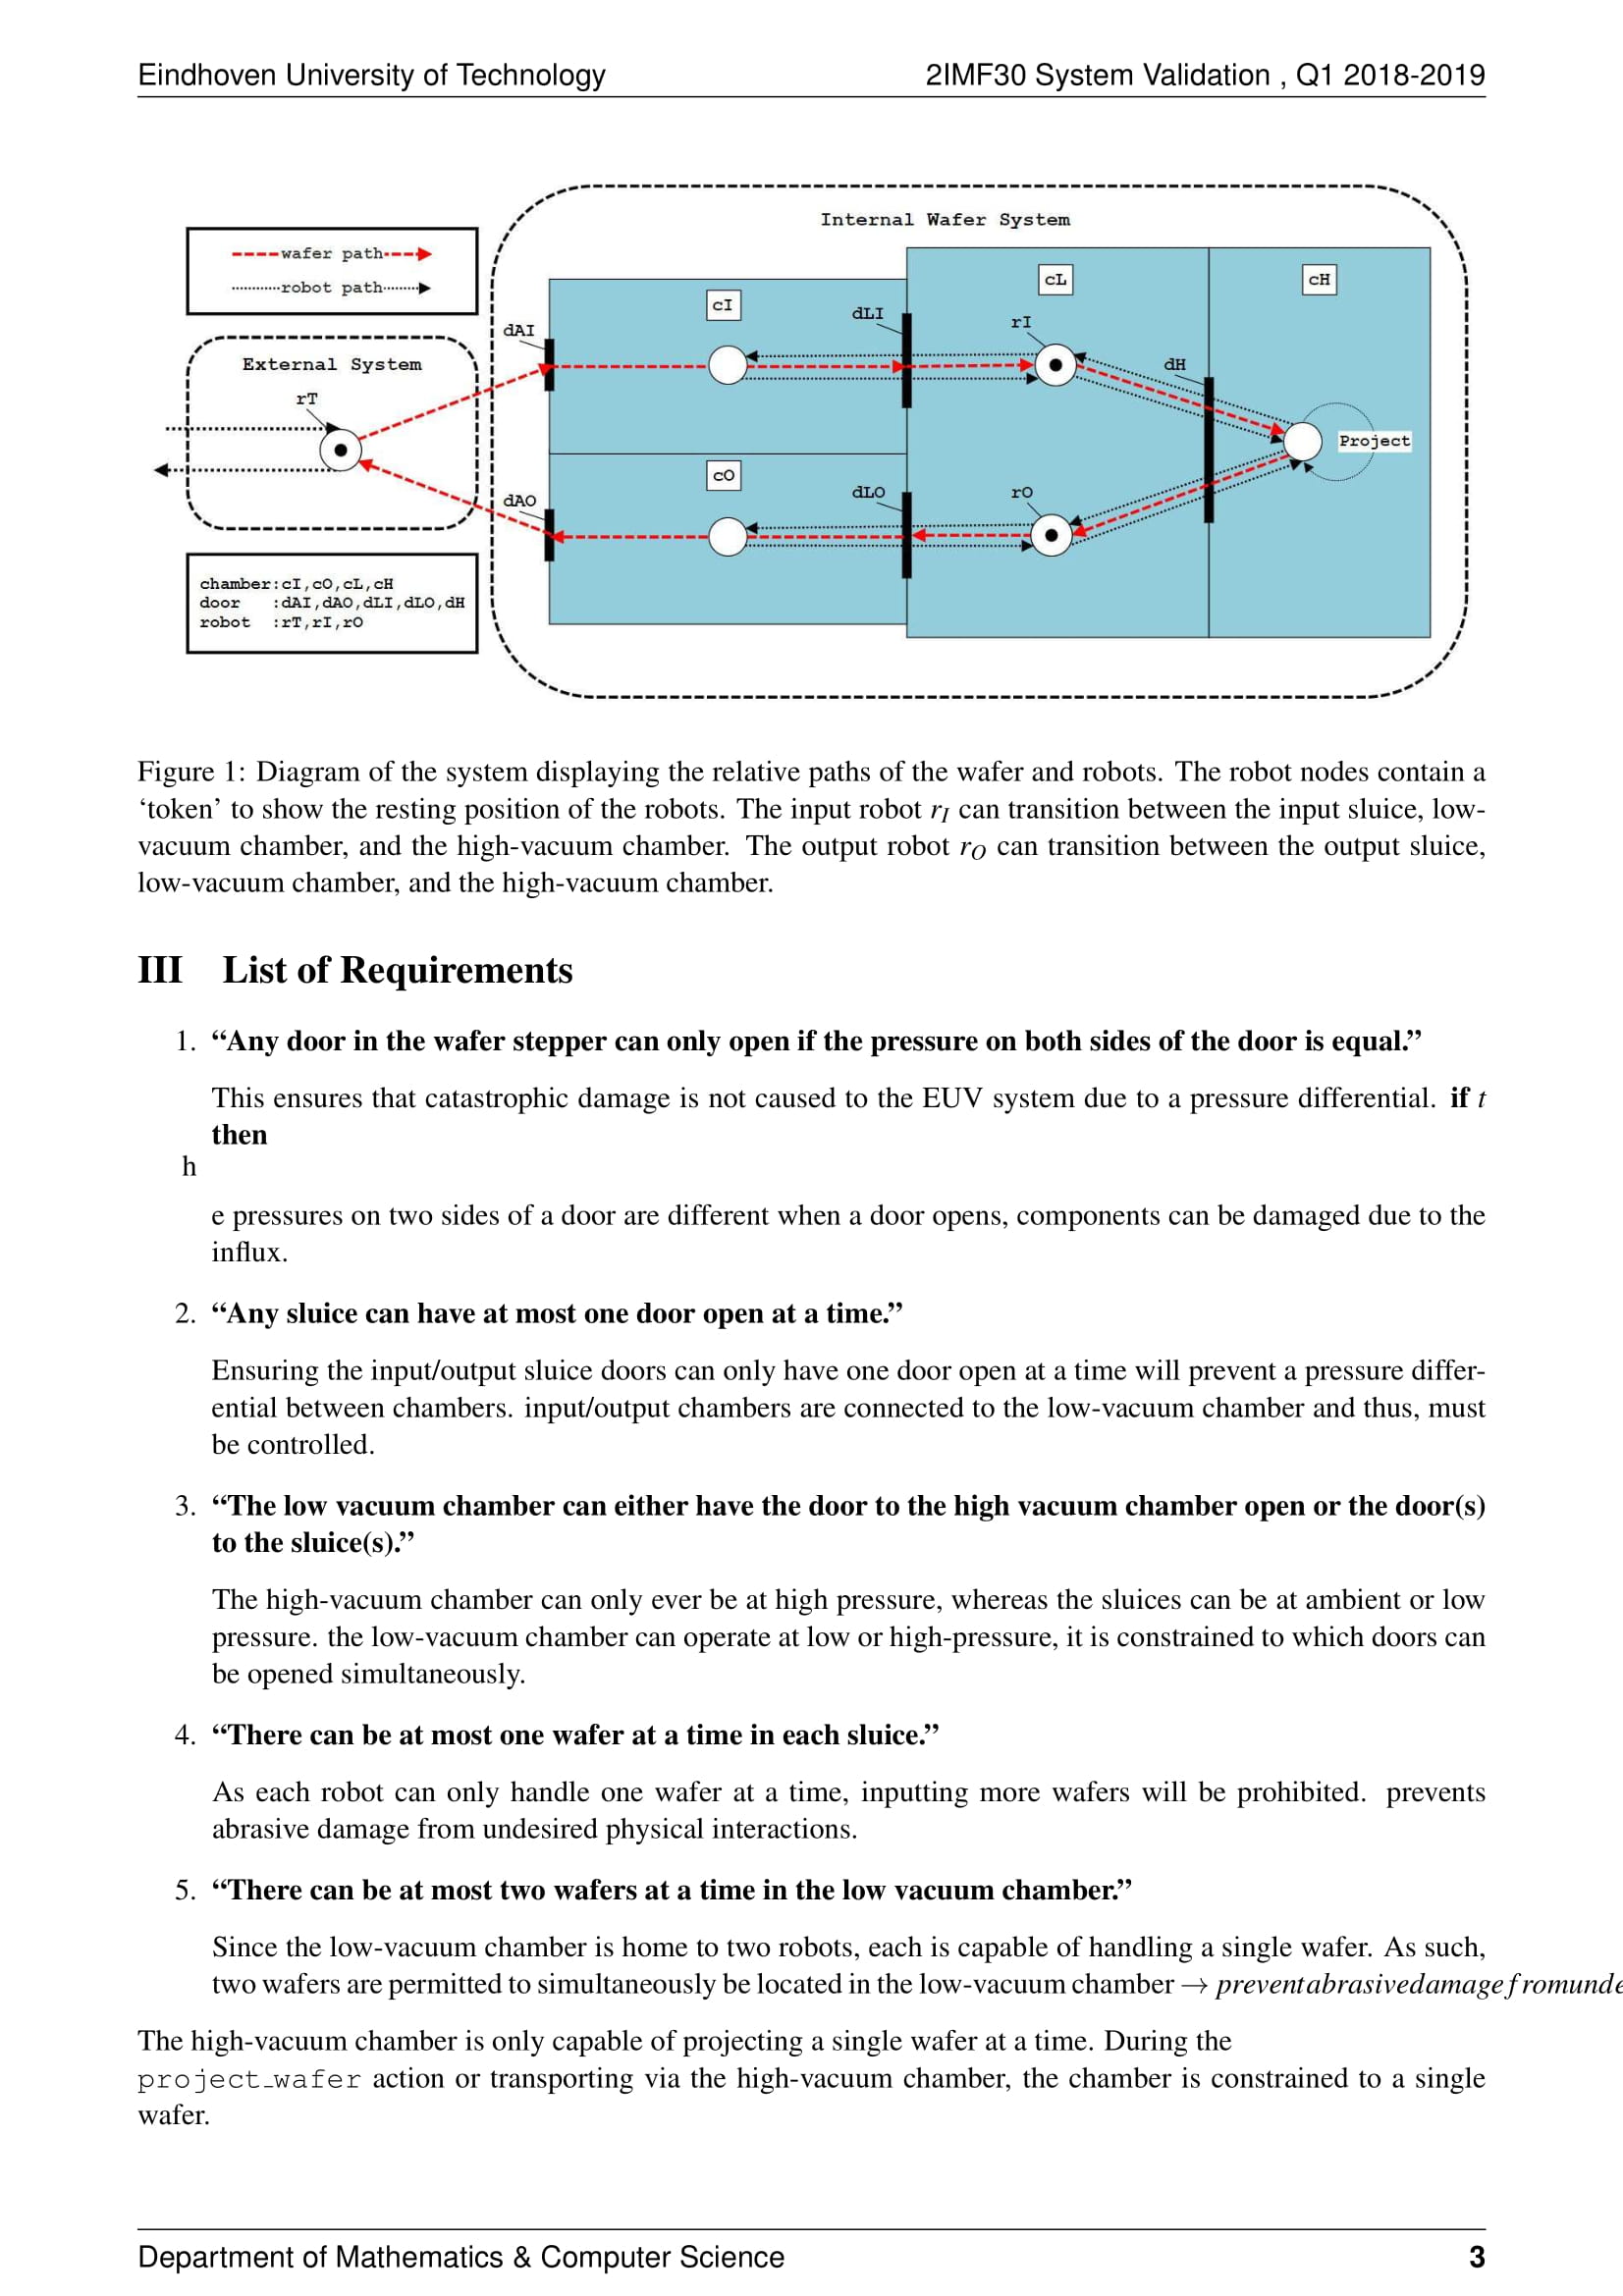 Eindhoven University of Technology 2IMF30 System Validation , Q1 2018-2019
Internal Wafer System
wafer path
robot path
External System
rT
chamber:cI,cO,cL,cH
door :dAI,dAO,dLI,dLO,dH
robot :rT,rI,rO
dAI
cI
dLI
cL
rI
cH
dH
Project
dAO
cO
dLO
rO
Figure 1: Diagram of the system displaying the relative paths of the wafer and robots. The robot nodes contain a
‘token’ to show the resting position of the robots. The input robot rI can transition between the input sluice, low-
vacuum chamber, and the high-vacuum chamber. The output robot rO can transition between the output sluice,
low-vacuum chamber, and the high-vacuum chamber.
III List of Requirements
1. “Any door in the wafer stepper can only open if the pressure on both sides of the door is equal.”
This ensures that catastrophic damage is not caused to the EUV system due to a pressure differential. if t
then
h
e pressures on two sides of a door are different when a door opens, components can be damaged due to the
influx.
2. “Any sluice can have at most one door open at a time.”
Ensuring the input/output sluice doors can only have one door open at a time will prevent a pressure differ-
ential between chambers. input/output chambers are connected to the low-vacuum chamber and thus, must
be controlled.
3. “The low vacuum chamber can either have the door to the high vacuum chamber open or the door(s)
to the sluice(s).”
The high-vacuum chamber can only ever be at high pressure, whereas the sluices can be at ambient or low
pressure. the low-vacuum chamber can operate at low or high-pressure, it is constrained to which doors can
be opened simultaneously.
4. “There can be at most one wafer at a time in each sluice.”
As each robot can only handle one wafer at a time, inputting more wafers will be prohibited. prevents
abrasive damage from undesired physical interactions.
5. “There can be at most two wafers at a time in the low vacuum chamber.”
Since the low-vacuum chamber is home to two robots, each is capable of handling a single wafer. As such,
two wafers are permitted to simultaneously be located in the low-vacuum chamber → preventabrasivedamagefromunde
The high-vacuum chamber is only capable of projecting a single wafer at a time. During the
project_wafer action or transporting via the high-vacuum chamber, the chamber is constrained to a single
wafer.
Department of Mathematics & Computer Science 3